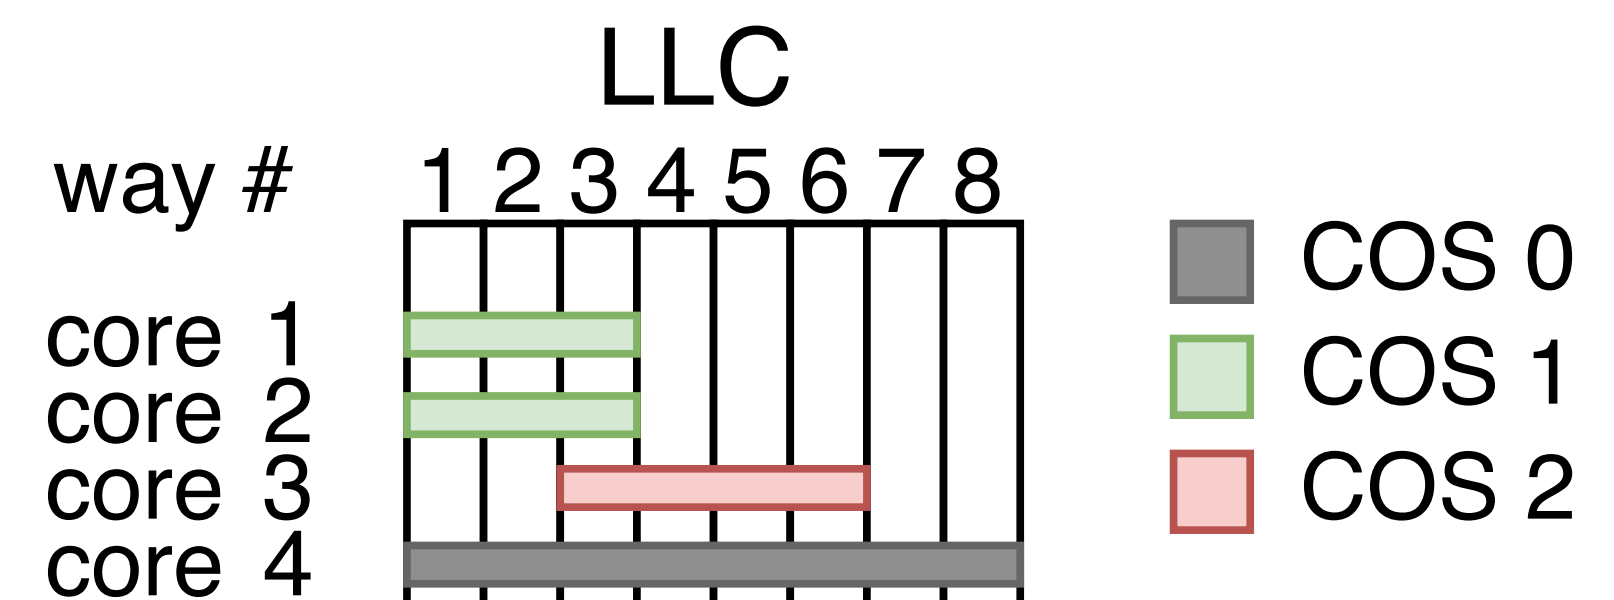 LLC
way # 1 2 3 4 5 6 7 8
COS 0
core 1
COS 1
core 2
core 3
COS 2
core 4